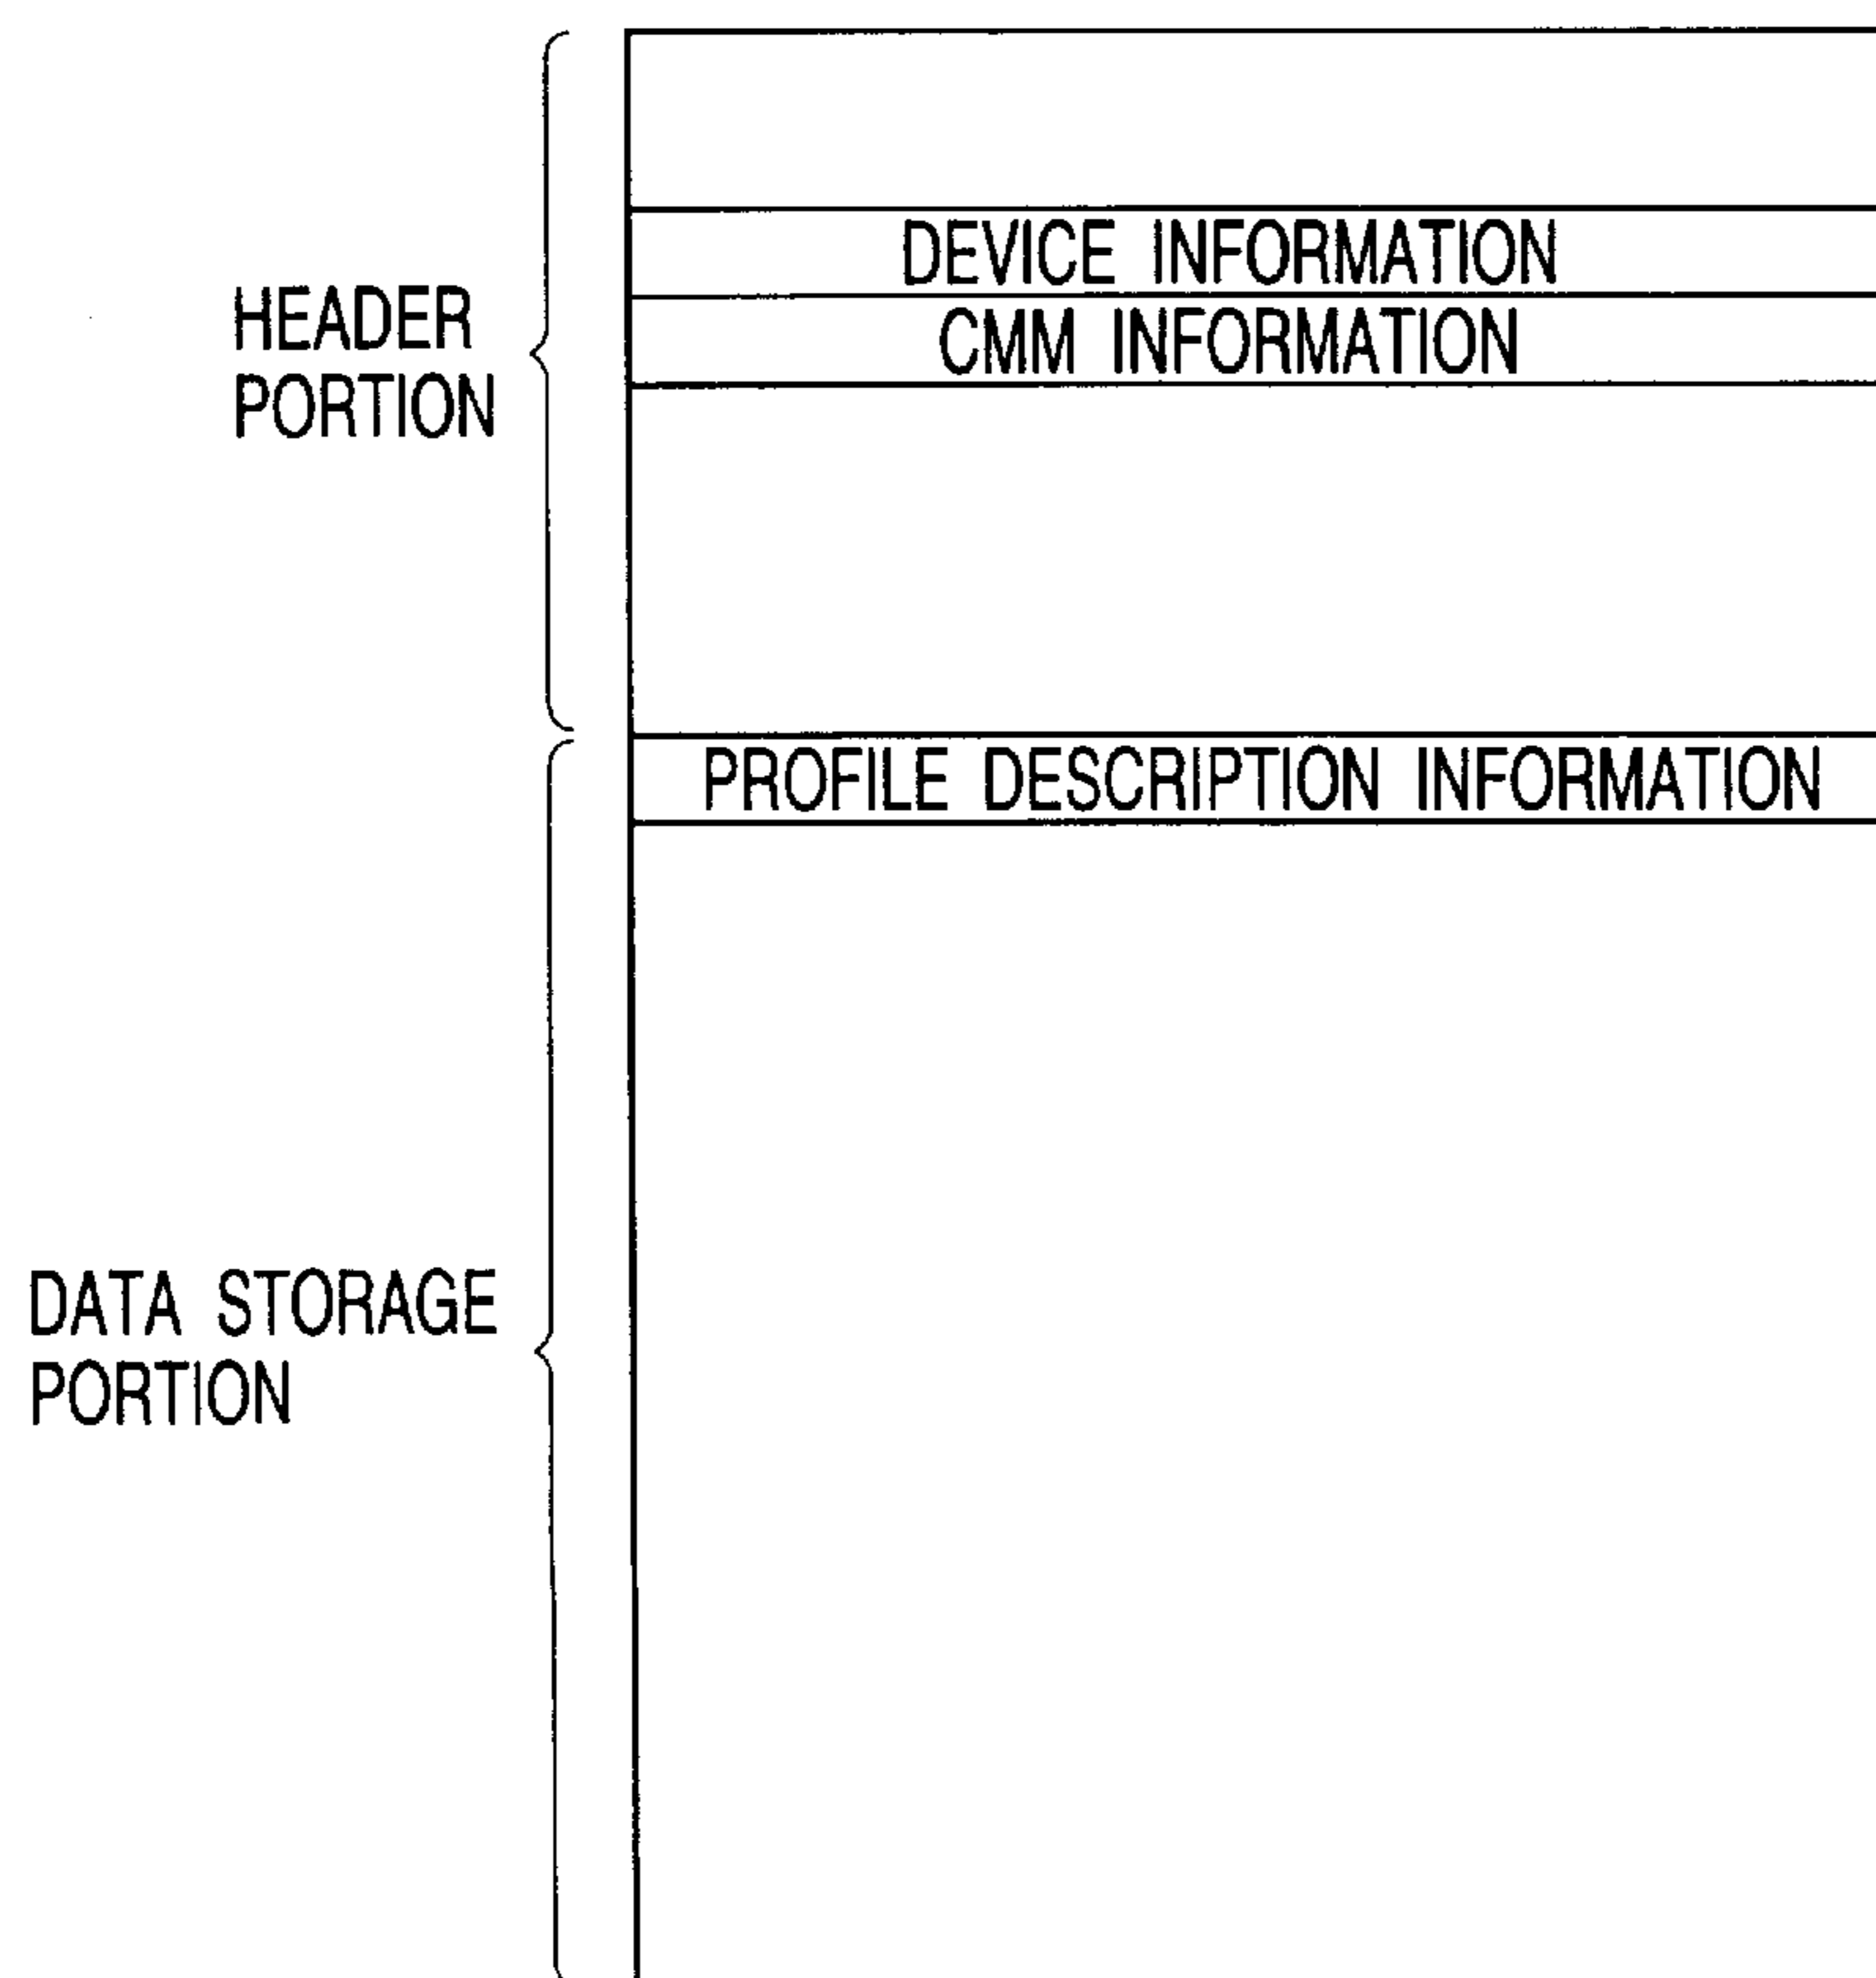 DEVICE INFORMATION
CMM INFORMATION
HEADER
PORTION
PROFILE DESCRIPTION INFORMATION
DATA STORAGE
PORTION